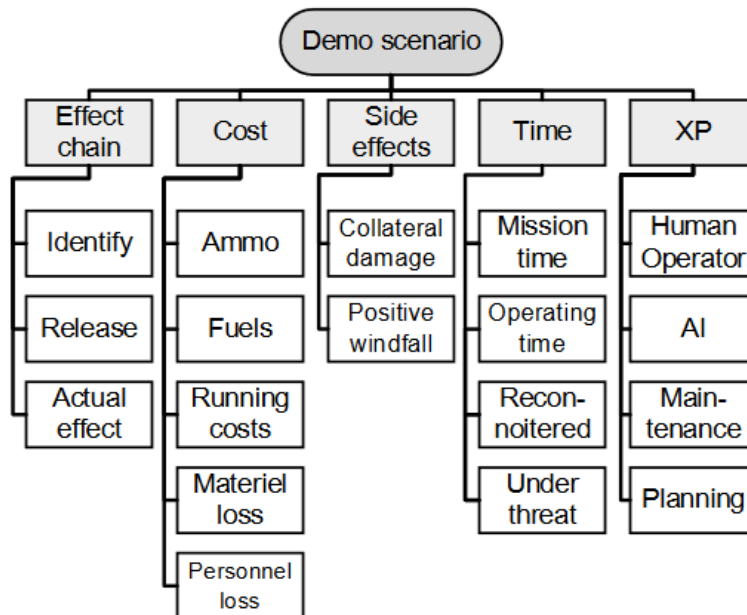 Demo scenario
Effect
chain
Cost
Side
effects
Time
XP
Identify
Release
Actual
effect
Ammo
Fuels
Running
costs
Materiel
loss
Personnel
loss
Collateral
damage
Positive
windfall
Mission
time
Operating
time
Recon-
noitered
Under
threat
Human
Operator
AI
Main-
tenance
Planning